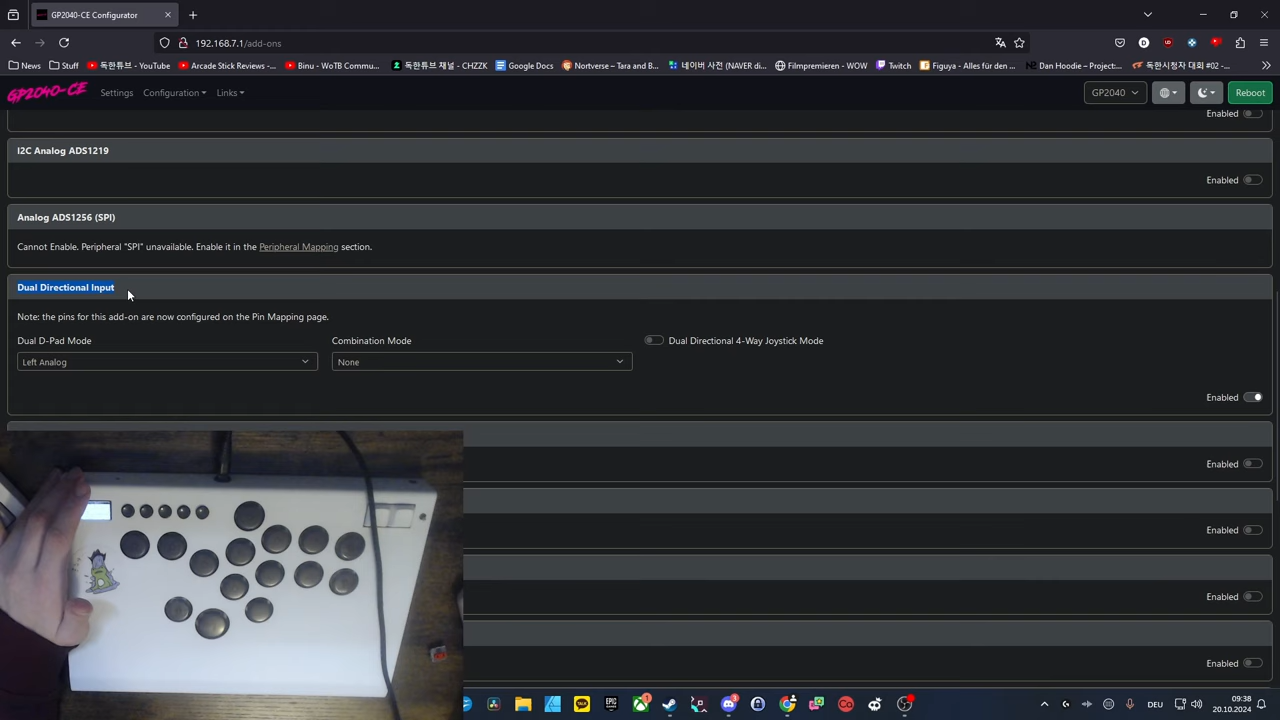 GP2040-CE Configurator
192.168.7.1/add-ons
News
Stuff
독한튜브 - YouTube
Arcade Stick Reviews - ...
Binu - WoTB Commu...
독한튜브 채널 - CHZZK
Google Docs
Nortverse – Tara and B...
네이버 사전 (NAVER di...
Filmpremieren - WOW
Twitch
Figuya - Alles für den ...
Dan Hoodie – Project...
독한시청자 대회 #02 - ...
GP2040-CE
Settings
Configuration
Links
GP2040
Reboot
Enabled
I2C Analog ADS1219
Enabled
Analog ADS1256 (SPI)
Cannot Enable. Peripheral "SPI" unavailable. Enable it in the Peripheral Mapping section.
Dual Directional Input
Note: the pins for this add-on are now configured on the Pin Mapping page.
Dual D-Pad Mode
Combination Mode
Dual Directional 4-Way Joystick Mode
Left Analog
None
Enabled
Enabled
Enabled
Enabled
Enabled
TALK
EPIC
1
3
DEU
09:38
20.10.2024